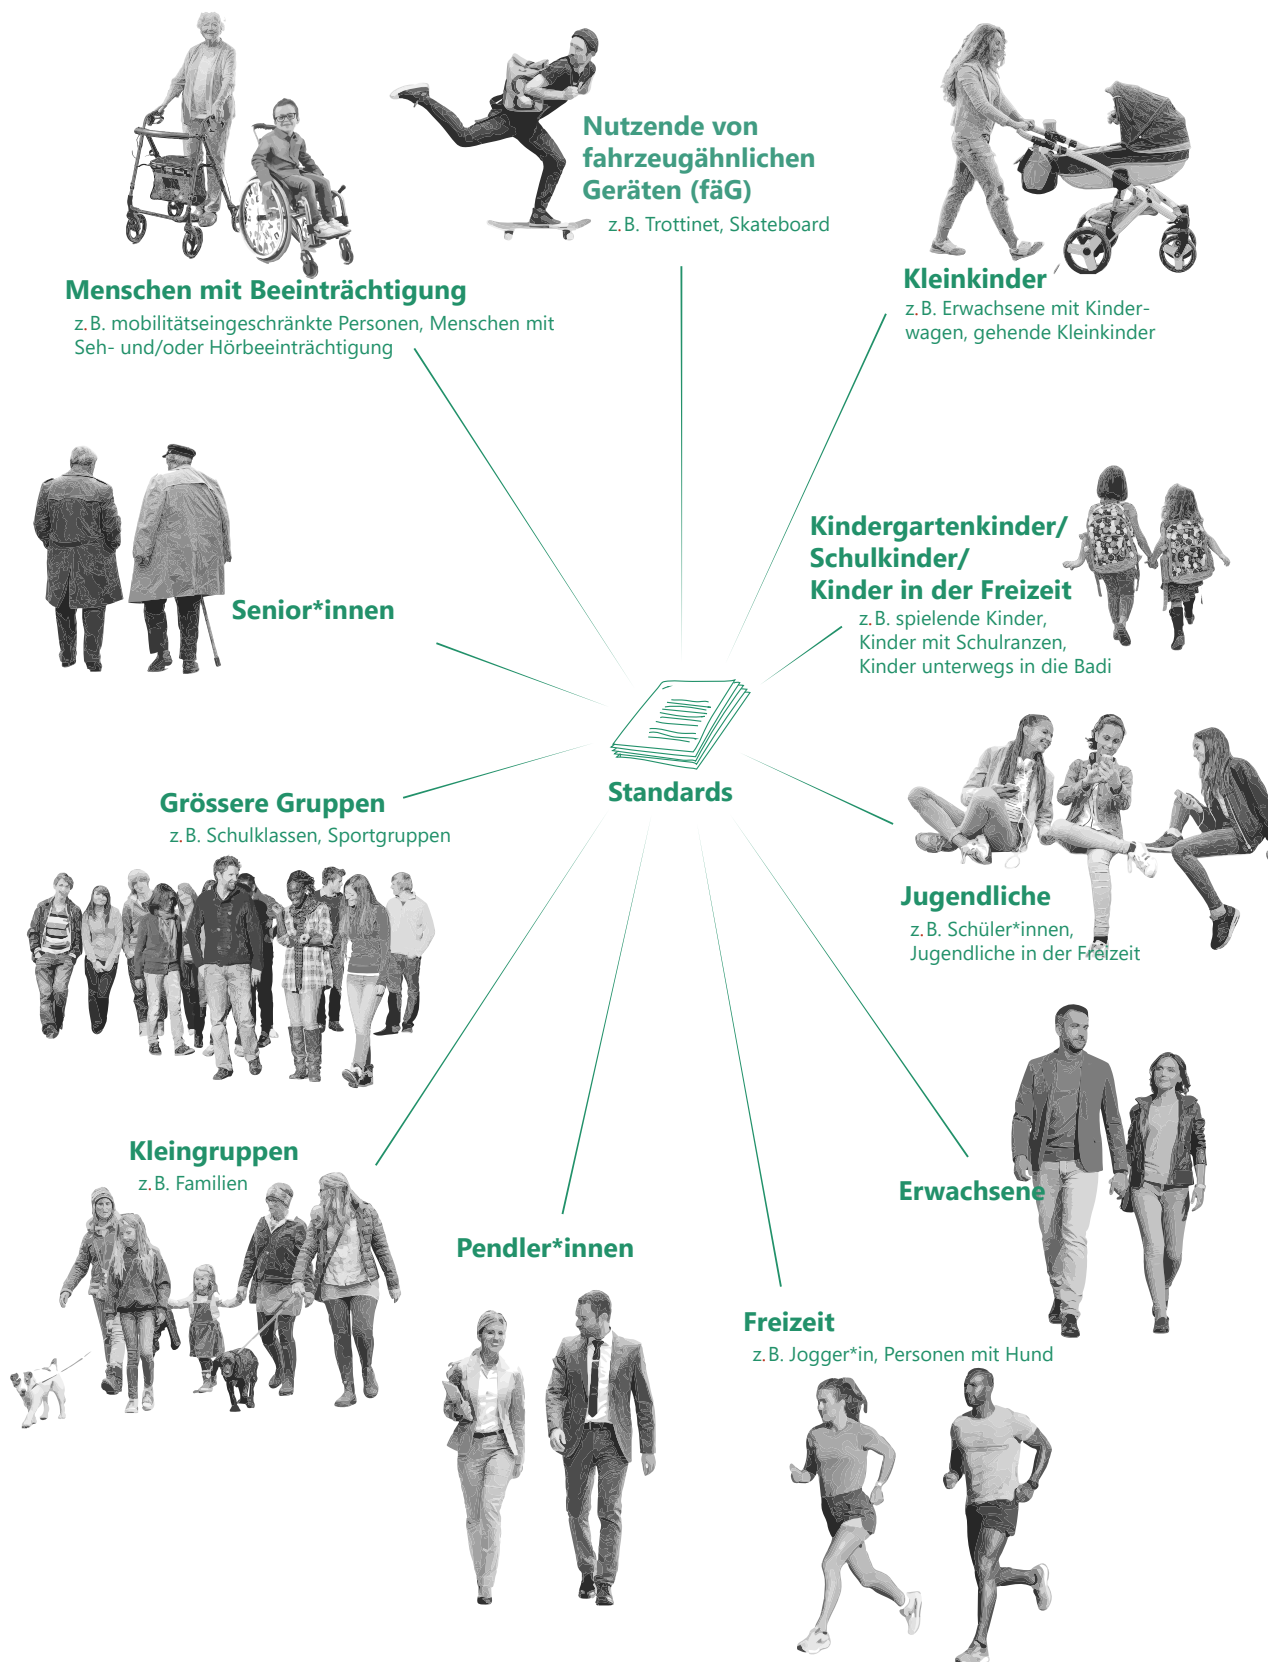 Nutzende von
fahrzeugähnlichen
Geräten (fäG)
z.B. Trottinet, Skateboard
Kleinkinder
z.B. Erwachsene mit Kinder-
wagen, gehende Kleinkinder
Menschen mit Beeinträchtigung
z.B. mobilitätseingeschränkte Personen, Menschen mit
Seh- und/oder Hörbeeinträchtigung
Kindergartenkinder/
Schulkinder/
Kinder in der Freizeit
z.B. spielende Kinder,
Kinder mit Schulranzen,
Kinder unterwegs in die Badi
Senior*innen
Standards
Grössere Gruppen
z.B. Schulklassen, Sportgruppen
Jugendliche
z.B. Schüler*innen,
Jugendliche in der Freizeit
Kleingruppen
z.B. Familien
Erwachsene
Pendler*innen
Freizeit
z.B. Jogger*in, Personen mit Hund